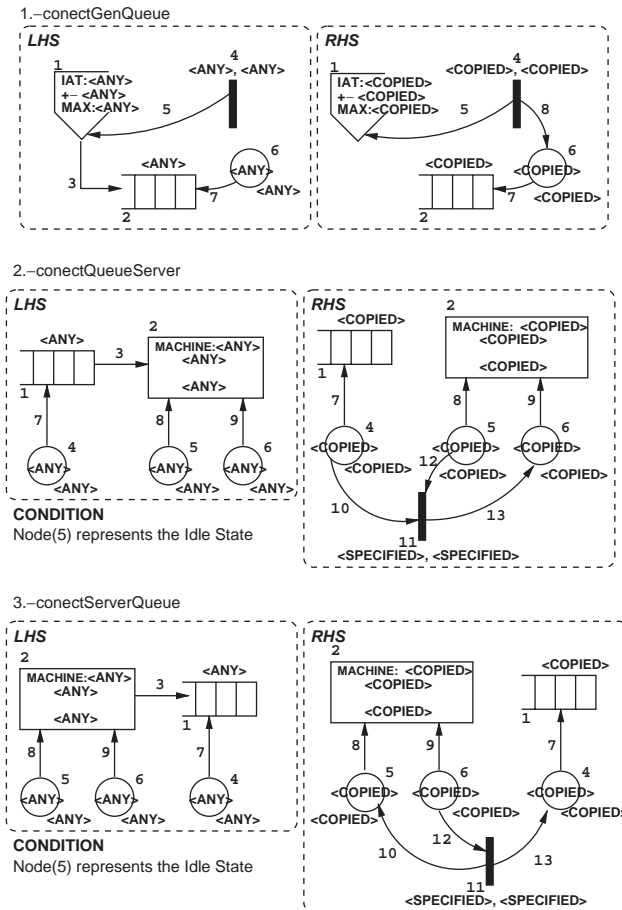 1.–conectGenQueue
LHS
1
IAT:<ANY>
+– <ANY>
MAX:<ANY>
4
<ANY>, <ANY>
5
3
<ANY>
2
6
<ANY>
<ANY>
7
RHS
1
IAT:<COPIED>
+– <COPIED>
MAX:<COPIED>
4
<COPIED>, <COPIED>
5
8
<COPIED>
2
6
<COPIED>
<COPIED>
7
2.–conectQueueServer
LHS
<ANY>
1
3
2
MACHINE:<ANY>
<ANY>
<ANY>
7
8
9
4
<ANY>
<ANY>
5
<ANY>
<ANY>
6
<ANY>
<ANY>
CONDITION
Node(5) represents the Idle State
RHS
<COPIED>
1
2
MACHINE: <COPIED>
<COPIED>
<COPIED>
7
8
9
4
<COPIED>
<COPIED>
5
<COPIED>
<COPIED>
6
<COPIED>
<COPIED>
12
10
13
11
<SPECIFIED>, <SPECIFIED>
3.–conectServerQueue
LHS
2
MACHINE:<ANY>
<ANY>
<ANY>
3
<ANY>
1
8
9
7
5
<ANY>
<ANY>
6
<ANY>
<ANY>
4
<ANY>
<ANY>
CONDITION
Node(5) represents the Idle State
RHS
2
MACHINE: <COPIED>
<COPIED>
<COPIED>
<COPIED>
1
8
9
7
5
<COPIED>
<COPIED>
6
<COPIED>
<COPIED>
4
<COPIED>
<COPIED>
10
12
13
11
<SPECIFIED>, <SPECIFIED>